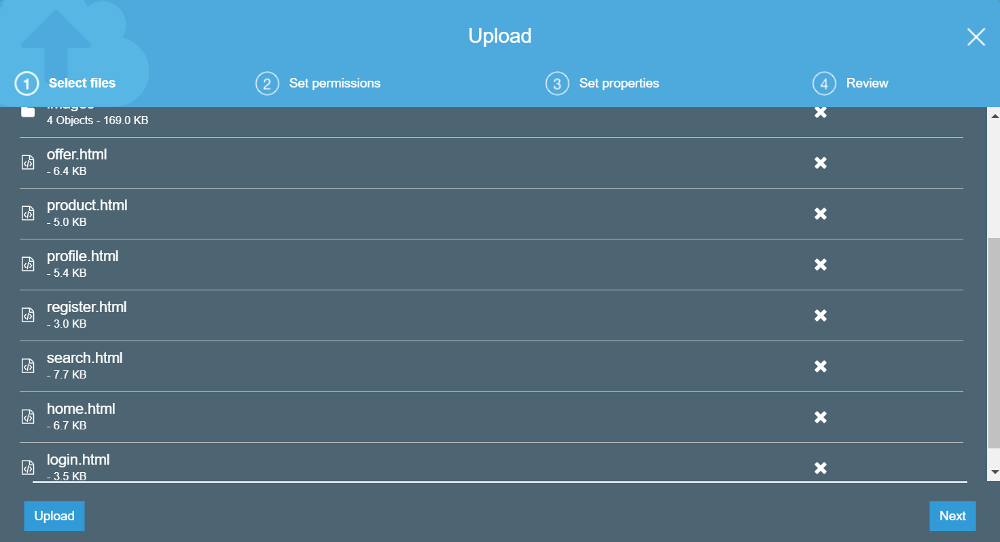 Upload
1 Select files
2 Set permissions
3 Set properties
4 Review
images
4 Objects - 169.0 KB
offer.html
- 6.4 KB
product.html
- 5.0 KB
profile.html
- 5.4 KB
register.html
- 3.0 KB
search.html
- 7.7 KB
home.html
- 6.7 KB
login.html
- 3.5 KB
Upload
Next